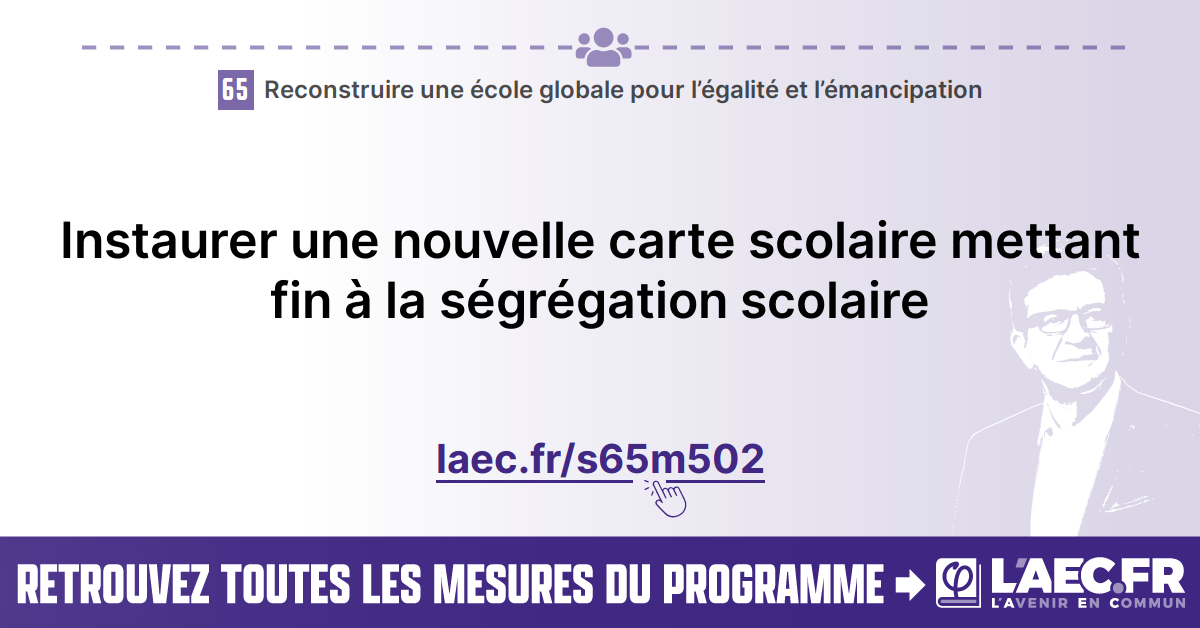 65 Reconstruire une école globale pour l’égalité et l’émancipation
Instaurer une nouvelle carte scolaire mettant
fin à la ségrégation scolaire
laec.fr/s65m502
RETROUVEZ TOUTES LES MESURES DU PROGRAMME
φ
L'AEC.FR
L'AVENIR EN COMMUN